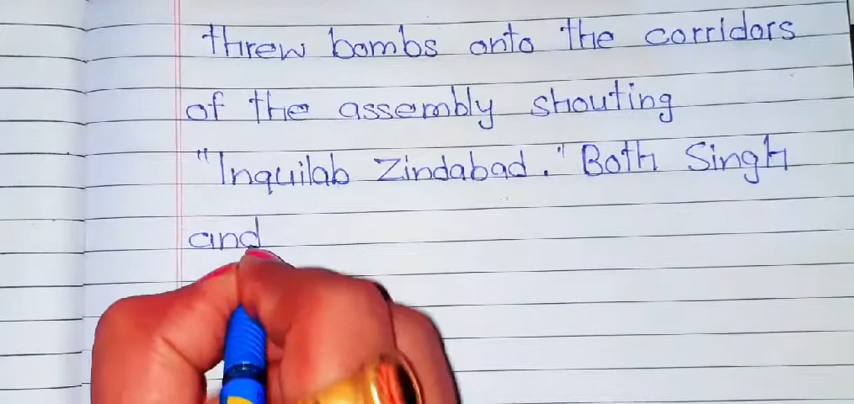 threw bombs onto the corridors
of the assembly shouting
"Inquilab Zindabad." Both Singh
and